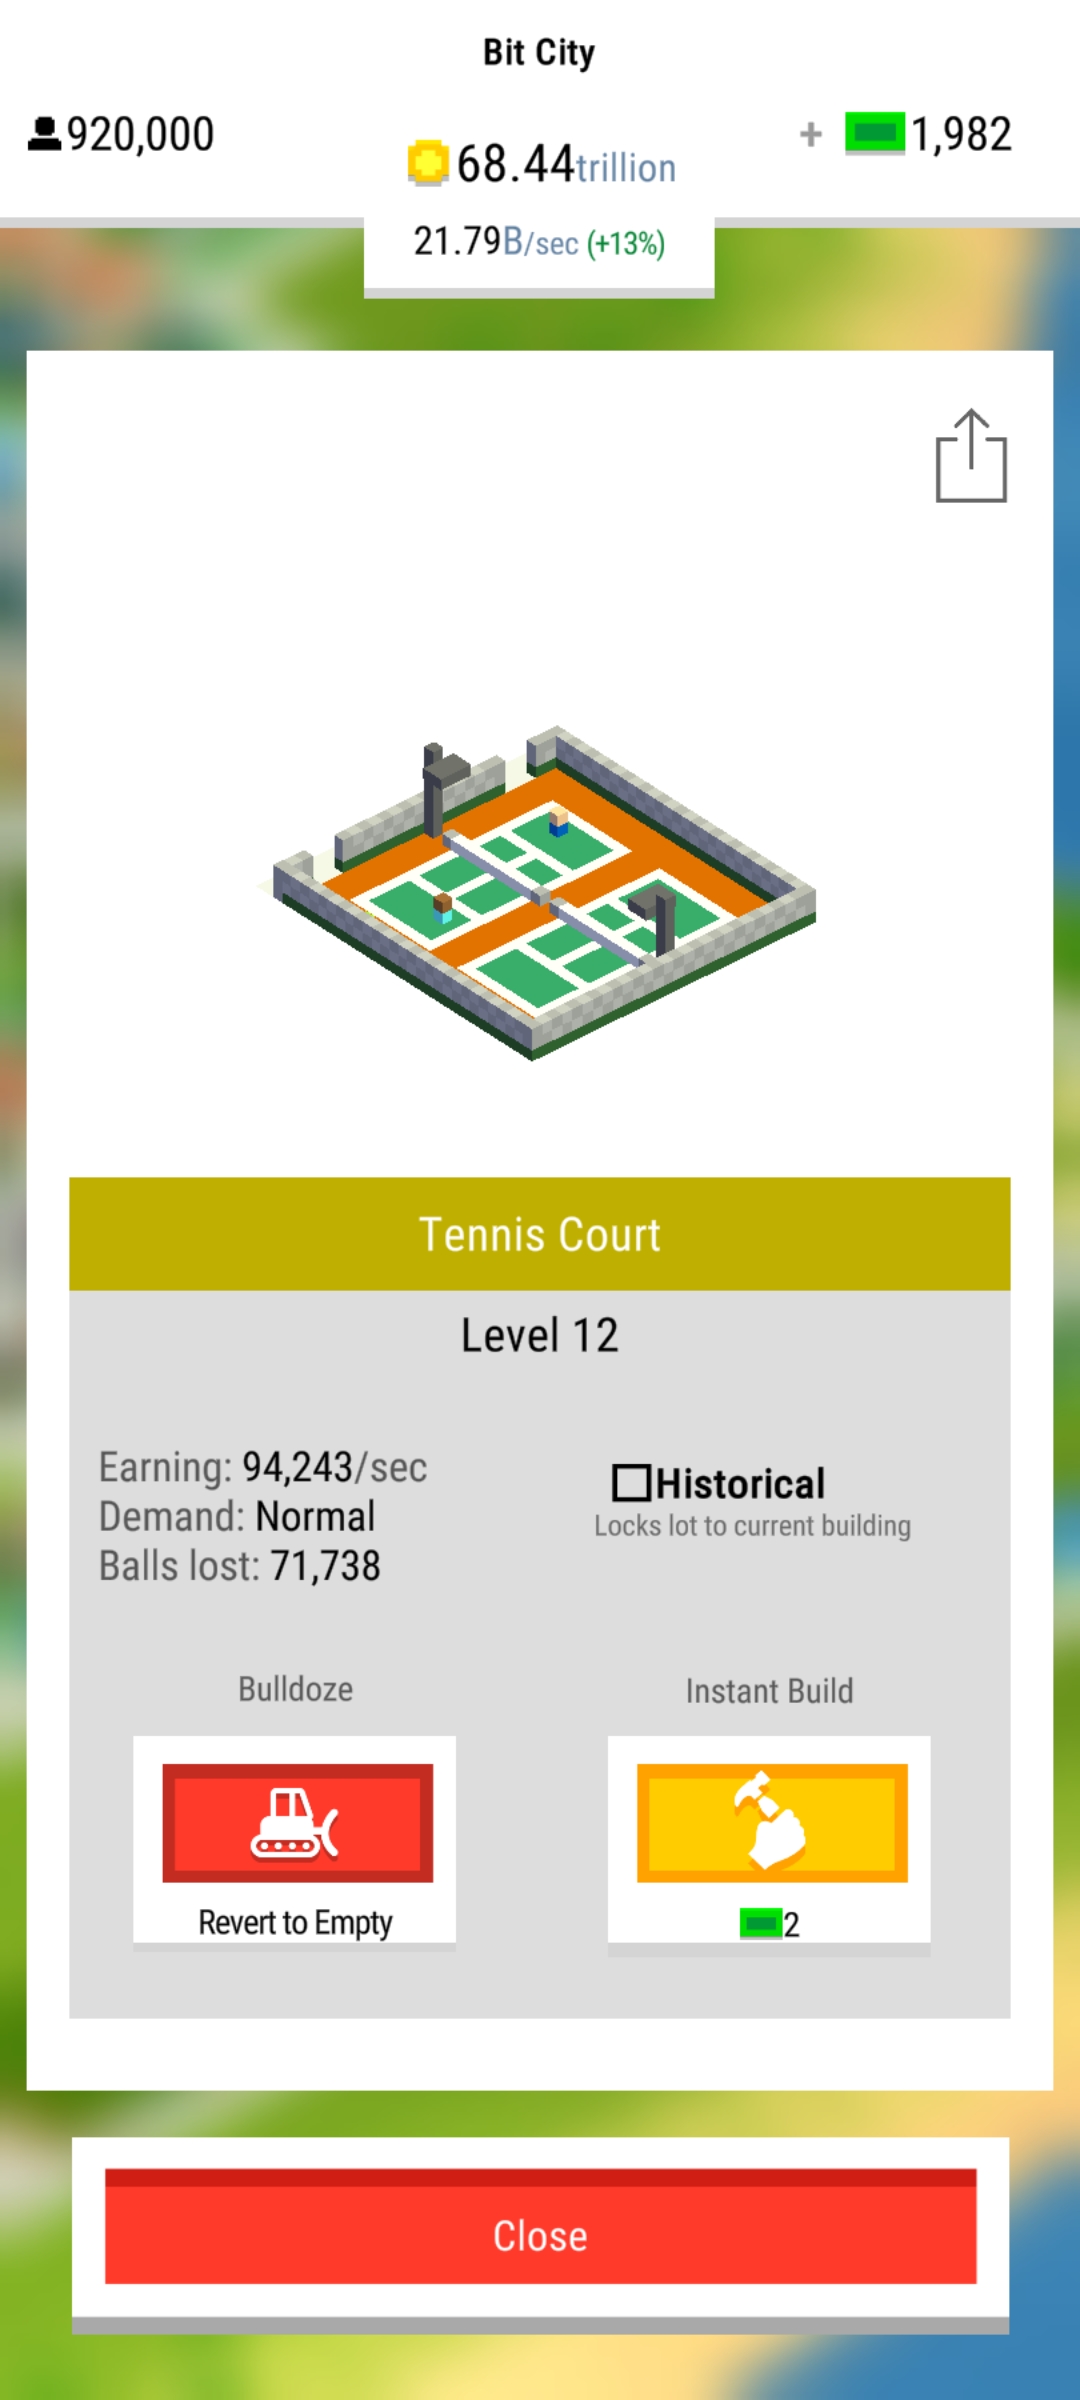 Bit City
920,000
68.44trillion
+ 1,982
21.79B/sec (+13%)
Tennis Court
Level 12
Earning: 94,243/sec
Demand: Normal
Balls lost: 71,738
Historical
Locks lot to current building
Bulldoze
Instant Build
Revert to Empty
2
Close